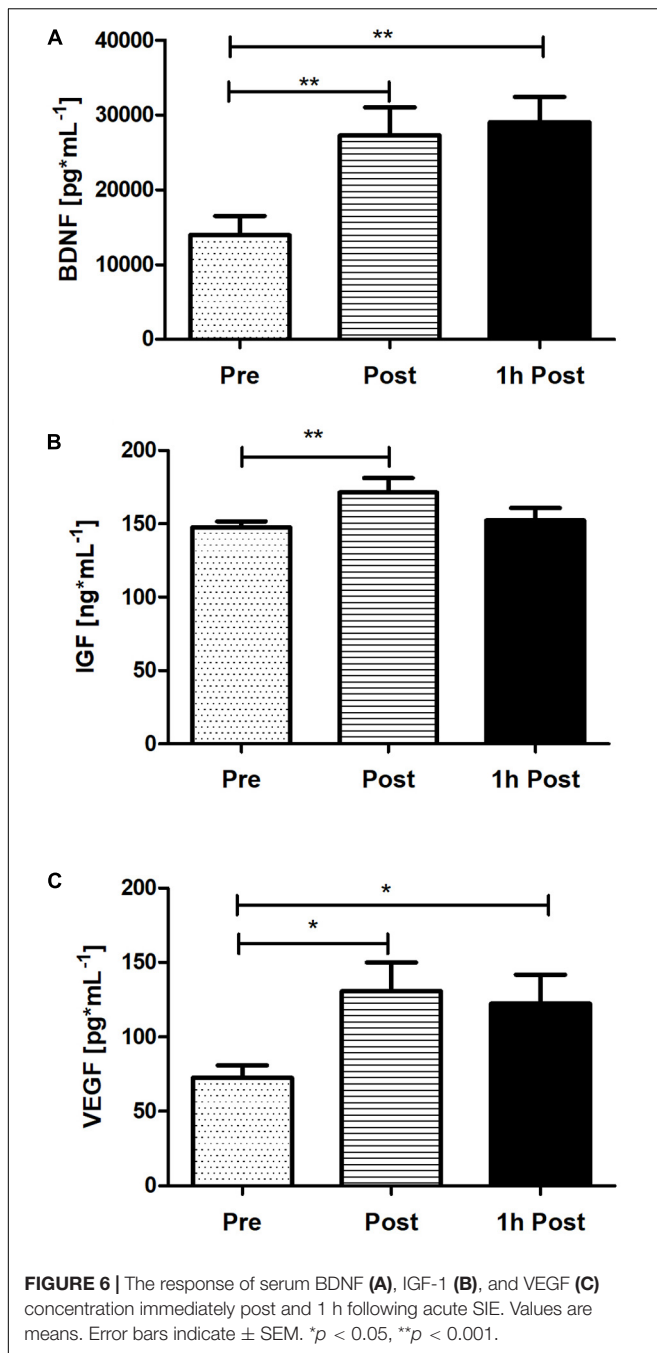 A
**
**
40000
30000
20000
10000
0
BDNF [pg*mL⁻¹]
Pre Post 1h Post
B
**
200
150
100
50
0
IGF [ng*mL⁻¹]
Pre Post 1h Post
C
*
*
200
150
100
50
0
VEGF [pg*mL⁻¹]
Pre Post 1h Post
FIGURE 6 | The response of serum BDNF (A), IGF-1 (B), and VEGF (C)
concentration immediately post and 1 h following acute SIE. Values are
means. Error bars indicate ± SEM. *p < 0.05, **p < 0.001.